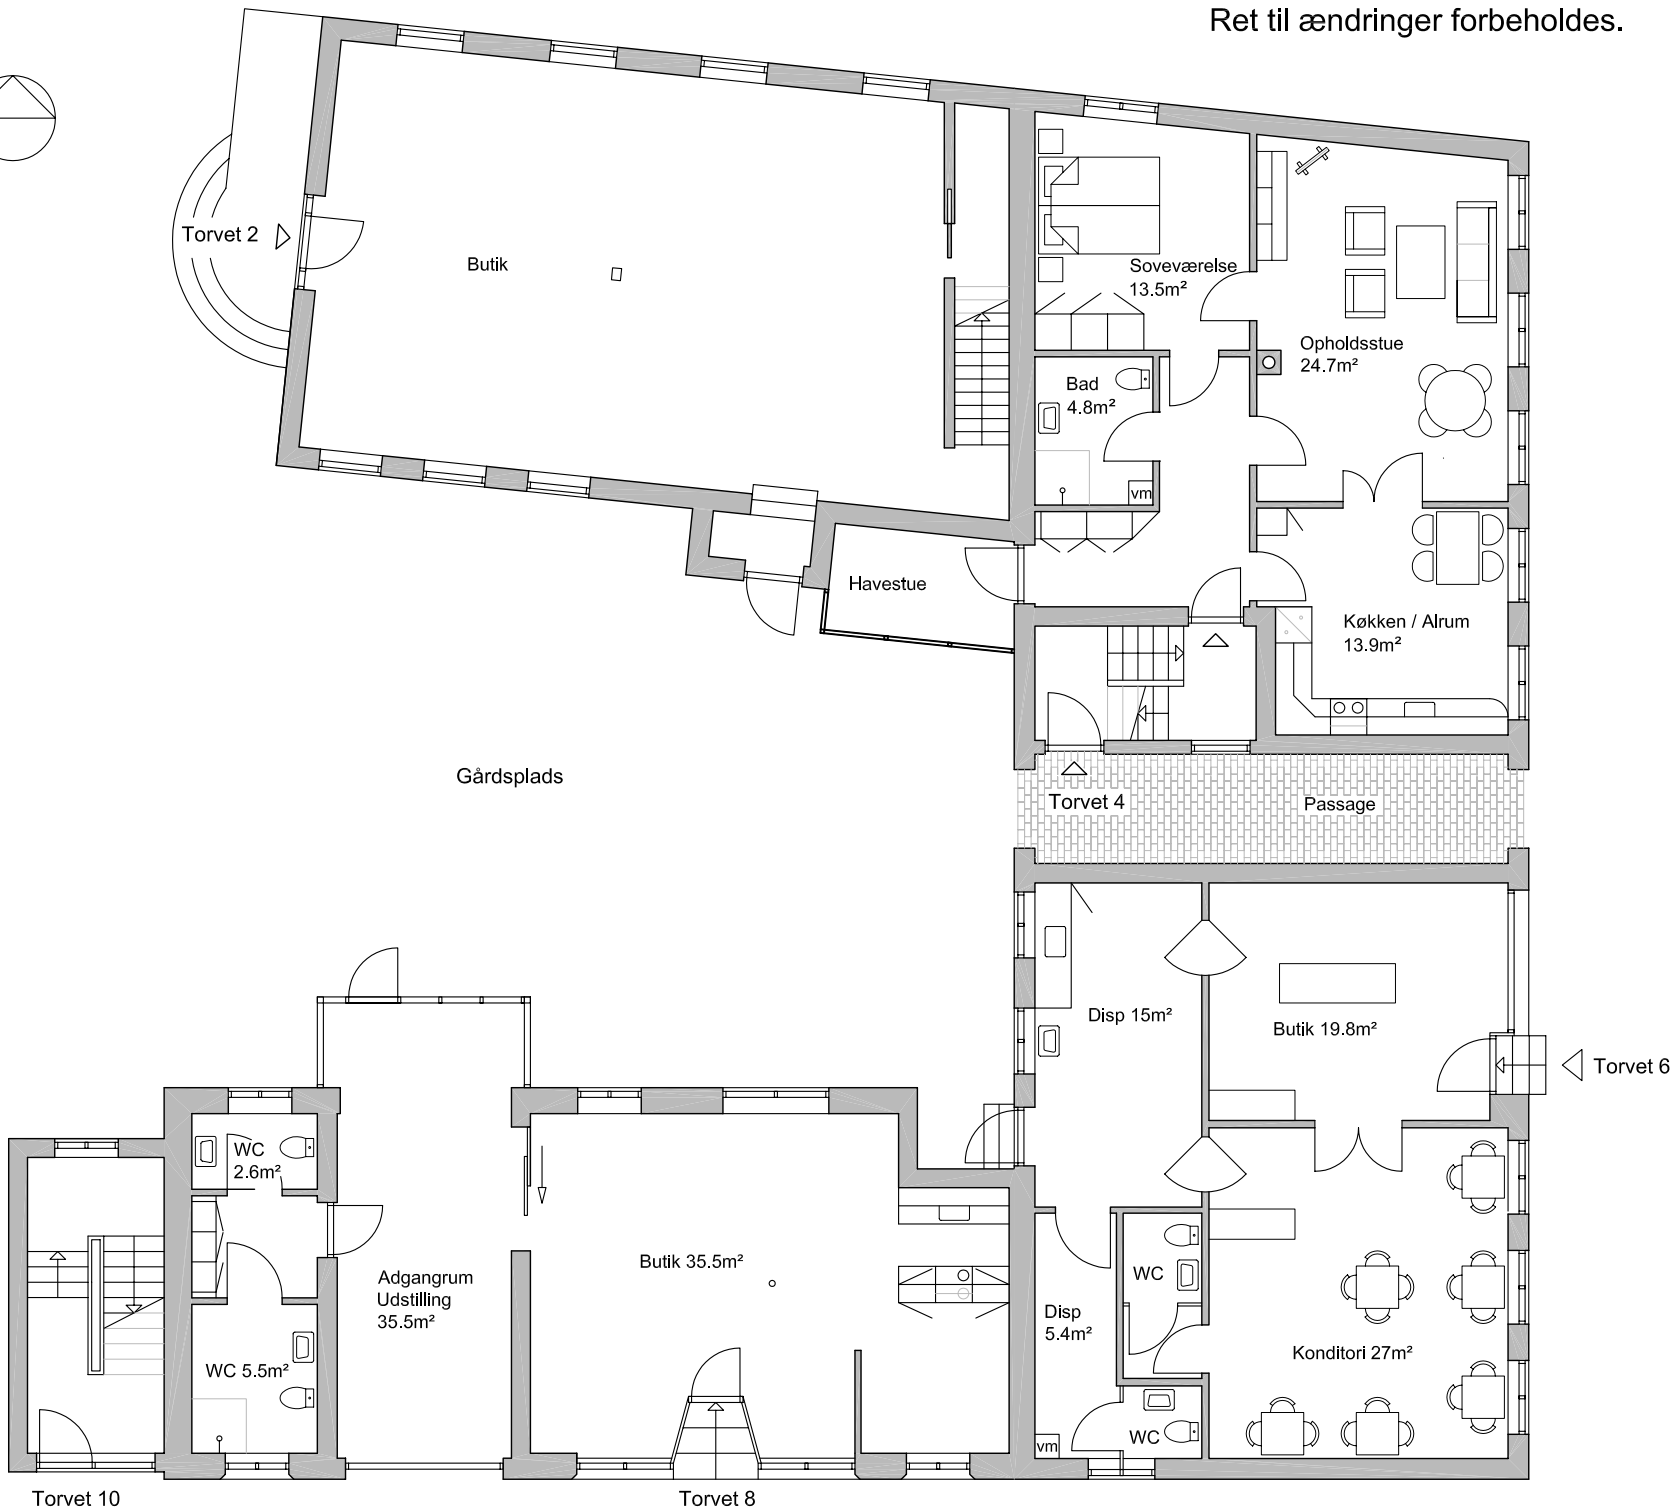 Ret til ændringer forbeholdes.
Torvet 2
Butik
Soveværelse
13.5m²
Opholdsstue
24.7m²
Bad
4.8m²
vm
Havestue
Køkken / Alrum
13.9m²
Gårdsplads
Torvet 4
Passage
Disp 15m²
Butik 19.8m²
Torvet 6
WC
2.6m²
Butik 35.5m²
Adgangrum
Udstilling
35.5m²
WC
Disp
5.4m²
Konditori 27m²
WC 5.5m²
WC
vm
Torvet 10
Torvet 8